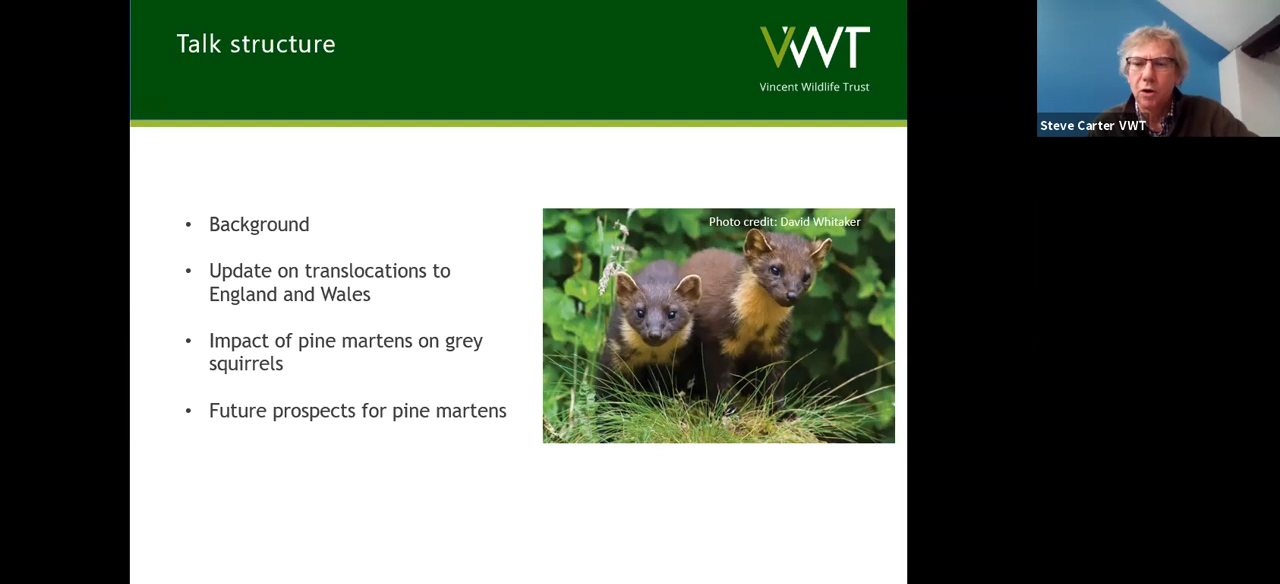 Talk structure
VWT
Vincent Wildlife Trust
Steve Carter VWT
• Background
• Update on translocations to
England and Wales
• Impact of pine martens on grey
squirrels
• Future prospects for pine martens
Photo credit: David Whitaker